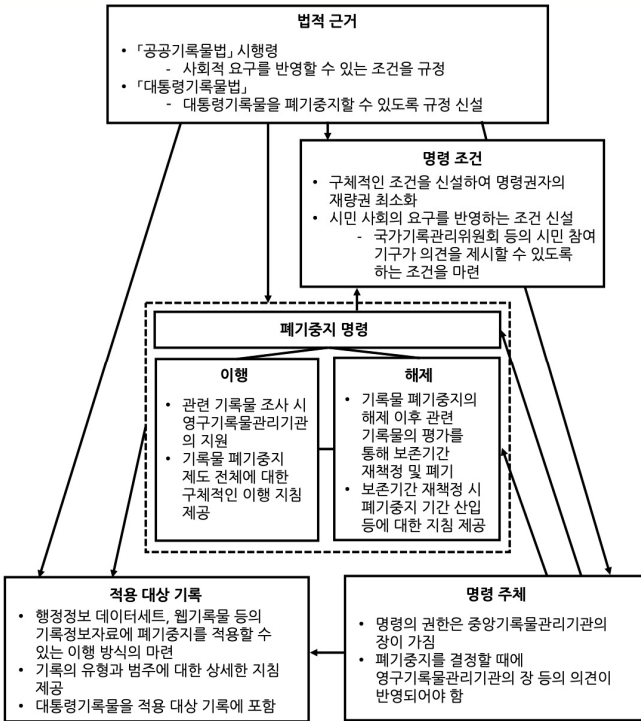 법적 근거
• 「공공기록물법」 시행령
- 사회적 요구를 반영할 수 있는 조건을 규정
• 「대통령기록물법」
- 대통령기록물을 폐기중지할 수 있도록 규정 신설
명령 조건
• 구체적인 조건을 신설하여 명령권자의
재량권 최소화
• 시민 사회의 요구를 반영하는 조건 신설
- 국가기록관리위원회 등의 시민 참여
기구가 의견을 제시할 수 있도록
하는 조건을 마련
폐기중지 명령
이행
• 관련 기록물 조사 시
영구기록물관리기관
의 지원
• 기록물 폐기중지
제도 전체에 대한
구체적인 이행 지침
제공
해제
• 기록물 폐기중지의
해제 이후 관련
기록물의 평가를
통해 보존기간
재책정 및 폐기
• 보존기간 재책정 시
폐기중지 기간 산입
등에 대한 지침 제공
적용 대상 기록
• 행정정보 데이터세트, 웹기록물 등의
기록정보자료에 폐기중지를 적용할 수
있는 이행 방식의 마련
• 기록의 유형과 범주에 대한 상세한 지침
제공
• 대통령기록물을 적용 대상 기록에 포함
명령 주체
• 명령의 권한은 중앙기록물관리기관의
장이 가짐
• 폐기중지를 결정할 때에
영구기록물관리기관의 장 등의 의견이
반영되어야 함